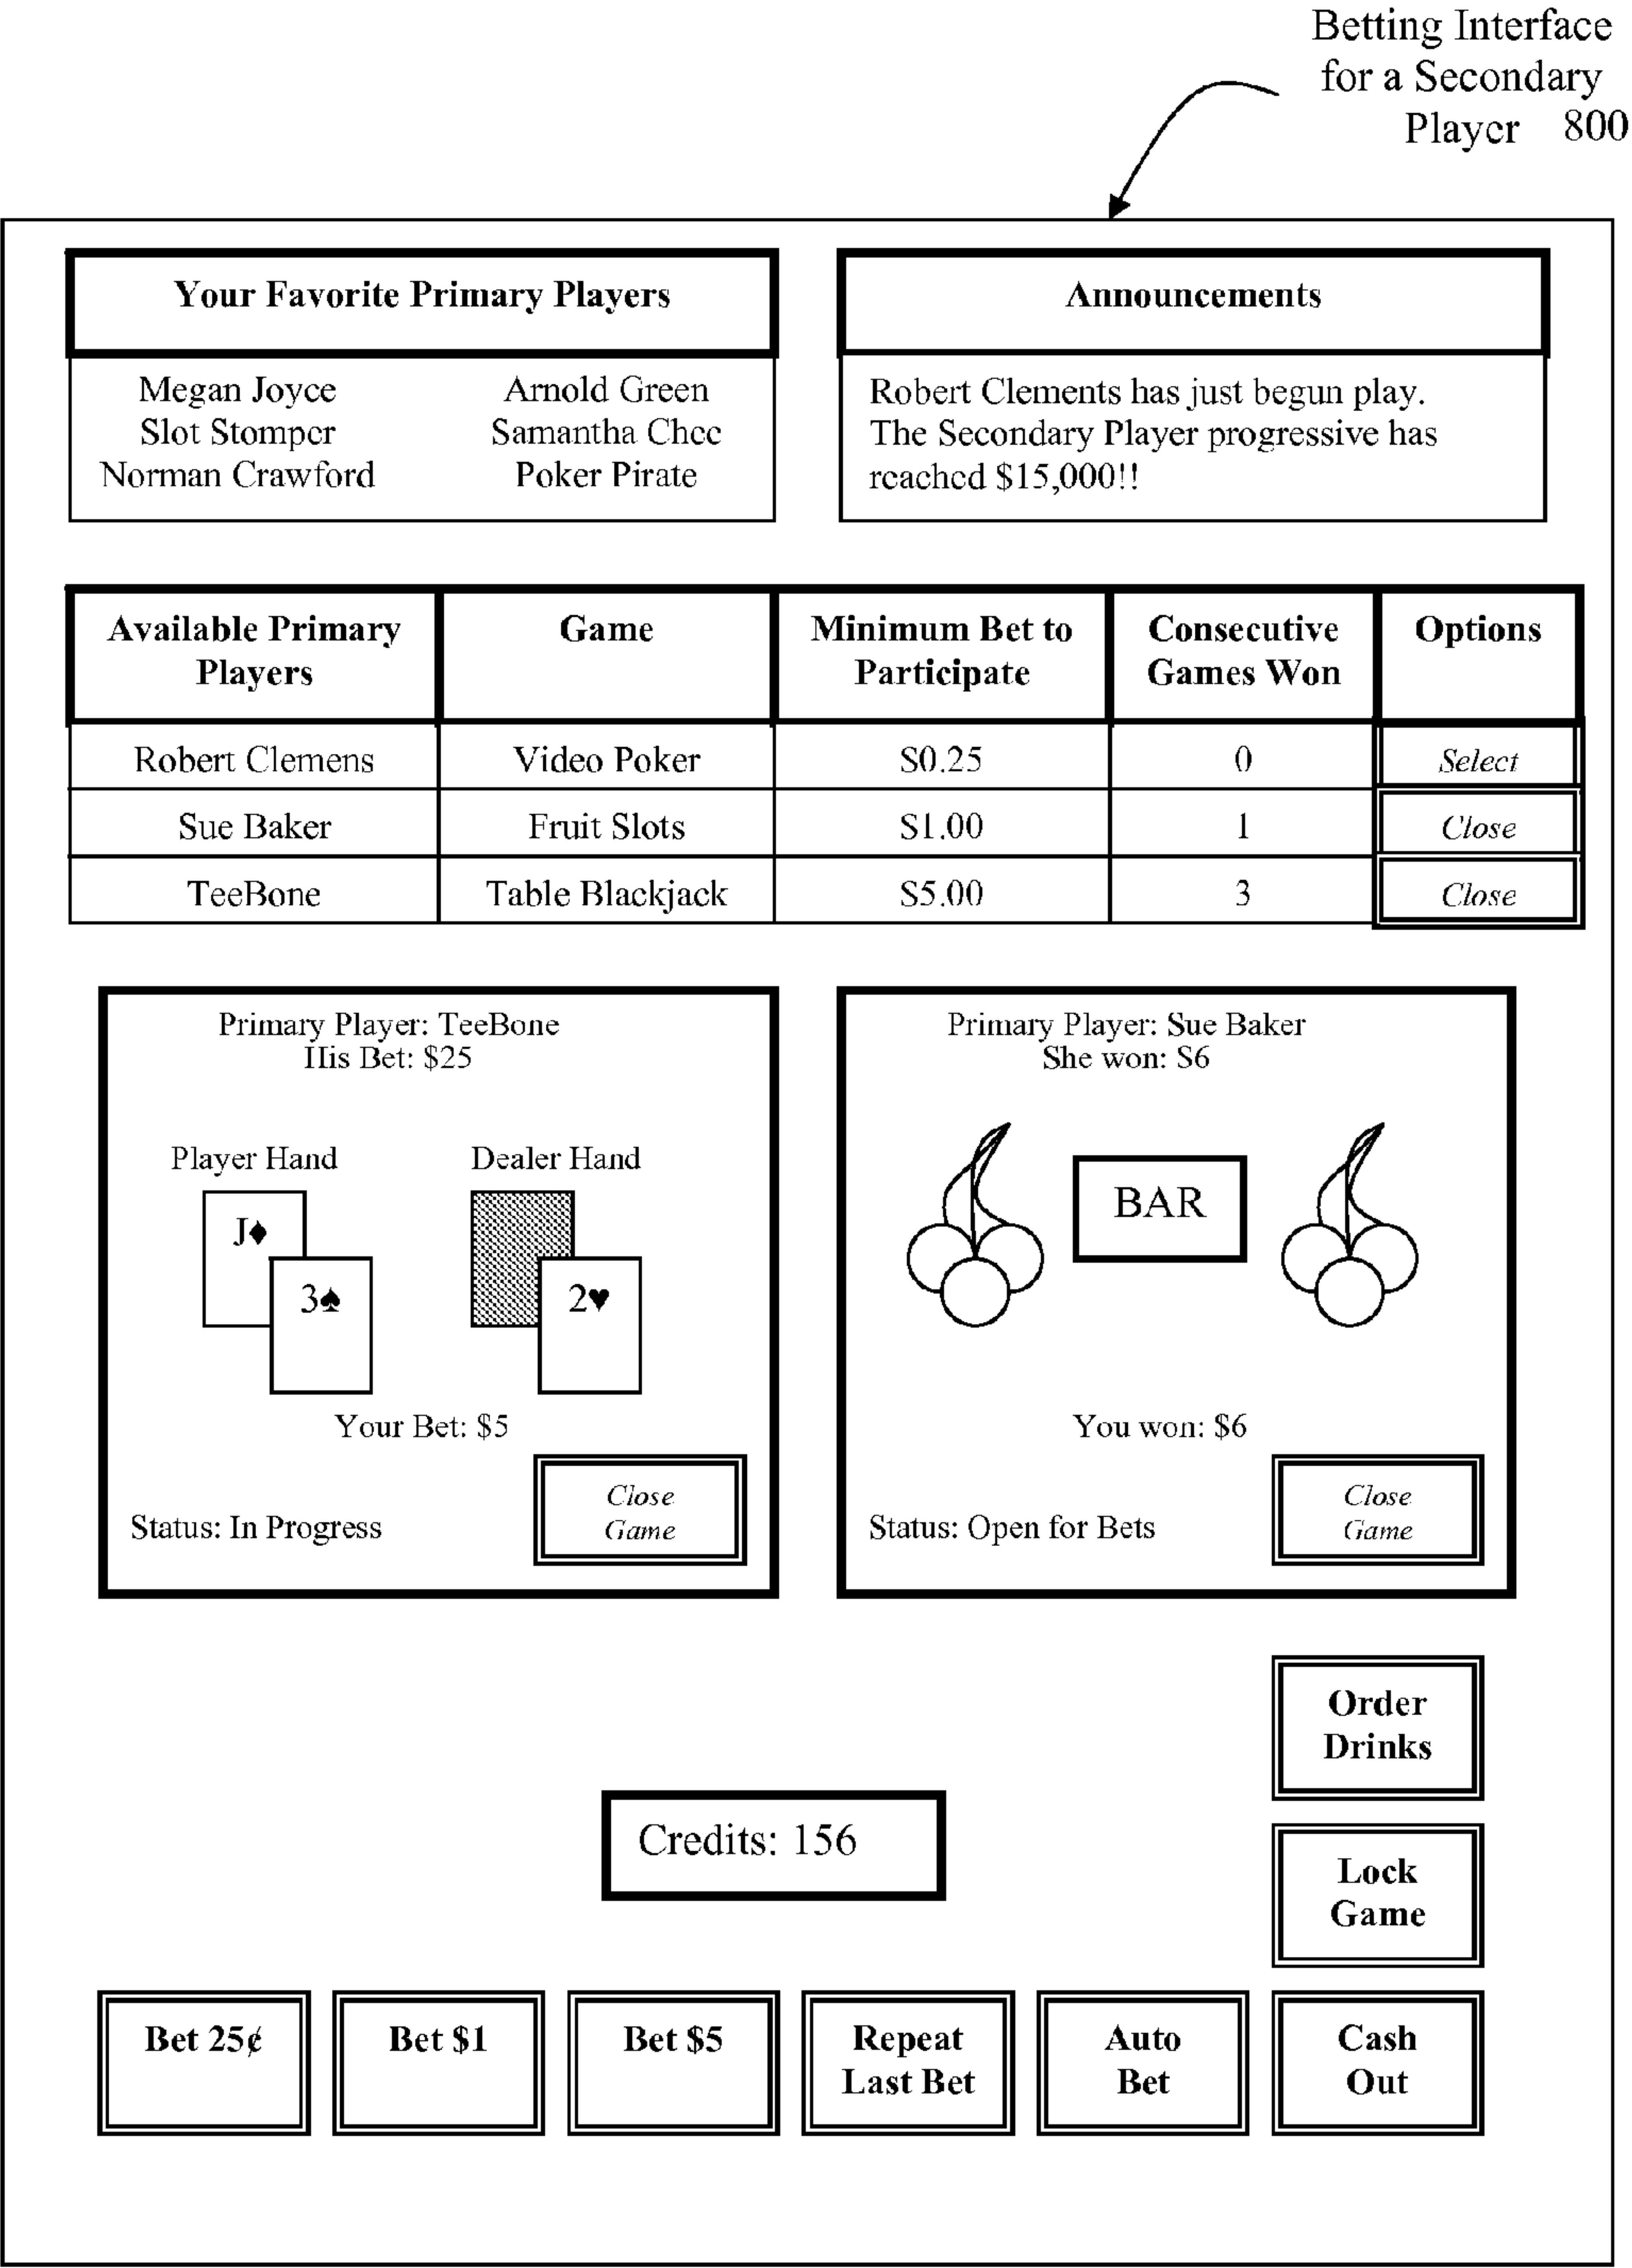 Betting Interface
for a Secondary
Player 800
Your Favorite Primary Players
Announcements
Megan Joyce Arnold Green
Slot Stomper Samantha Chee
Norman Crawford Poker Pirate
Robert Clements has just begun play.
The Secondary Player progressive has
reached $15,000!!
Available Primary Players Game Minimum Bet to Participate Consecutive Games Won Options
Robert Clemens Video Poker $0.25 0 Select
Sue Baker Fruit Slots $1.00 1 Close
TeeBone Table Blackjack $5.00 3 Close
Primary Player: TeeBone
His Bet: $25
Player Hand Dealer Hand
J♦
3♠ 2♥
Your Bet: $5
Close
Game
Status: In Progress
Primary Player: Sue Baker
She won: $6
BAR
You won: $6
Close
Game
Status: Open for Bets
Order
Drinks
Credits: 156
Lock
Game
Bet 25¢ Bet $1 Bet $5 Repeat Last Bet Auto Bet Cash Out